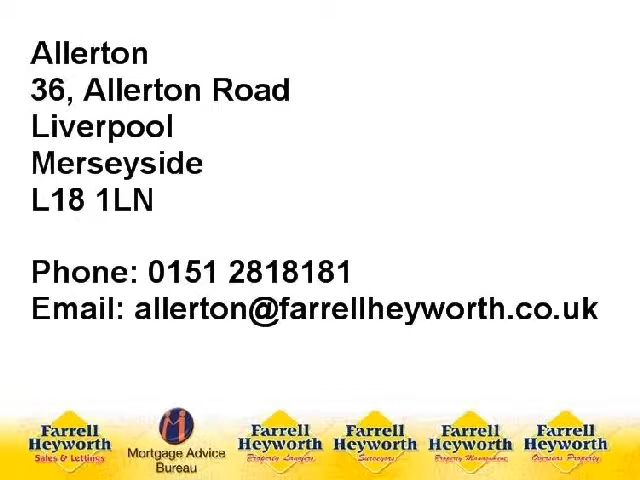 Allerton
36, Allerton Road
Liverpool
Merseyside
L18 1LN
Phone: 0151 2818181
Email: allerton@farrellheyworth.co.uk
Farrell
Heyworth
Sales & Lettings
Mortgage Advice
Bureau
Farrell
Heyworth
Property Lawyers
Farrell
Heyworth
Surveyors
Farrell
Heyworth
Property Management
Farrell
Heyworth
Overseas Property